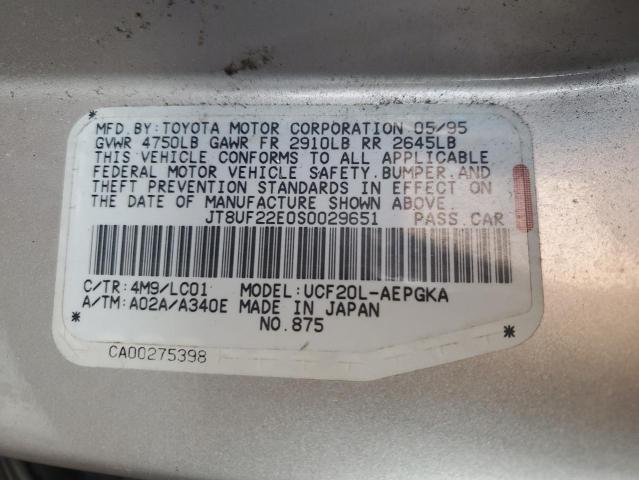 MFD.BY:TOYOTA MOTOR CORPORATION 05/95
GVWR 4750LB GAWR FR 2910LB RR 2645LB
THIS VEHICLE CONFORMS TO ALL APPLICABLE
FEDERAL MOTOR VEHICLE SAFETY.BUMPER.AND
THEFT PREVENTION STANDARDS IN EFFECT ON
THE DATE OF MANUFACTURE SHOWN ABOVE.
JT8UF22E0S0029651 PASS.CAR
C/TR:4M9/LC01 MODEL:UCF20L-AEPGKA
A/TM:A02A/A340E MADE IN JAPAN
NO.875
CA00275398